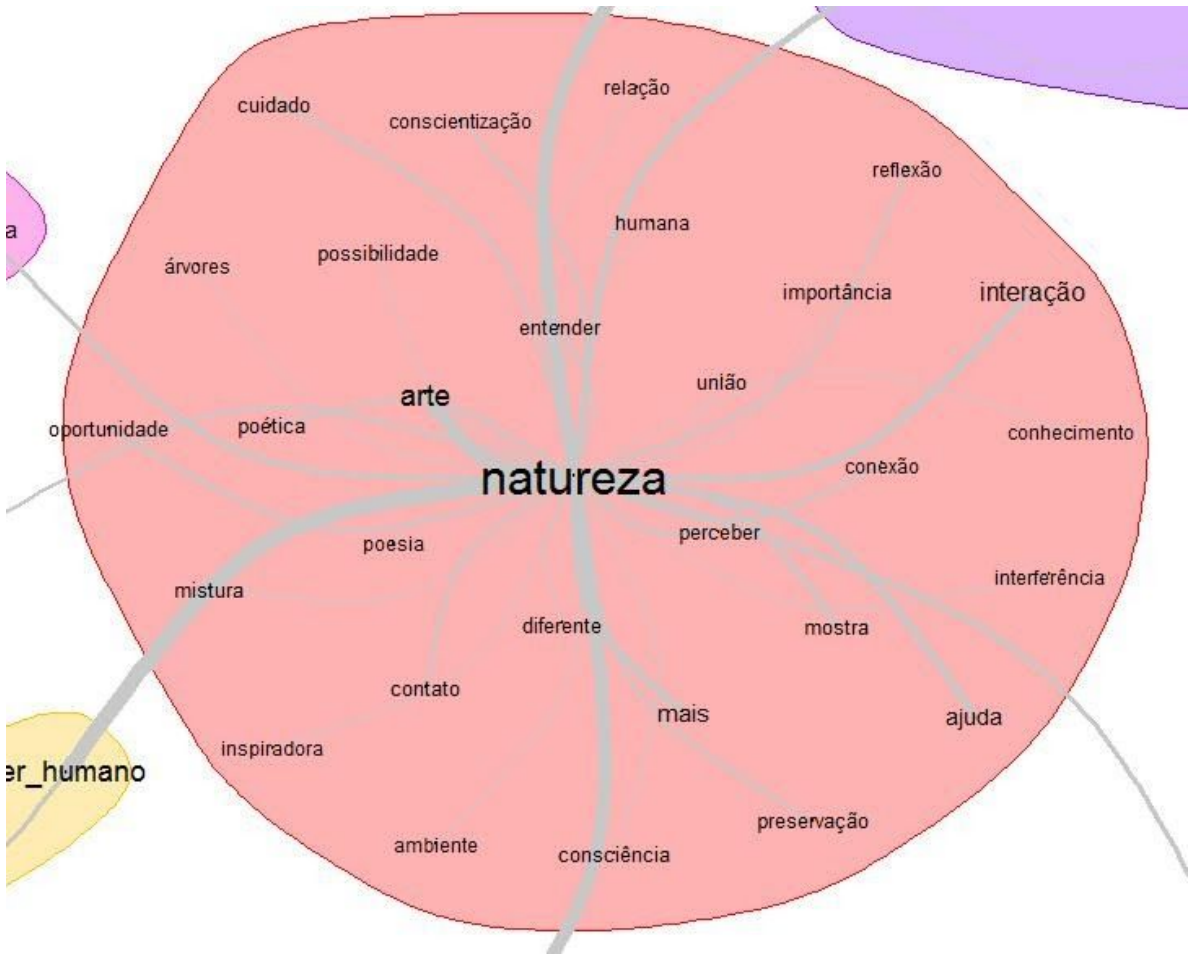 relação
cuidado
conscientização
reflexão
humana
a
possibilidade
árvores
importância
interação
entender
união
arte
poética
oportunidade
conhecimento
conexão
natureza
perceber
poesia
interferência
mistura
diferente
mostra
contato
mais
ajuda
inspiradora
er_humano
preservação
ambiente
consciência